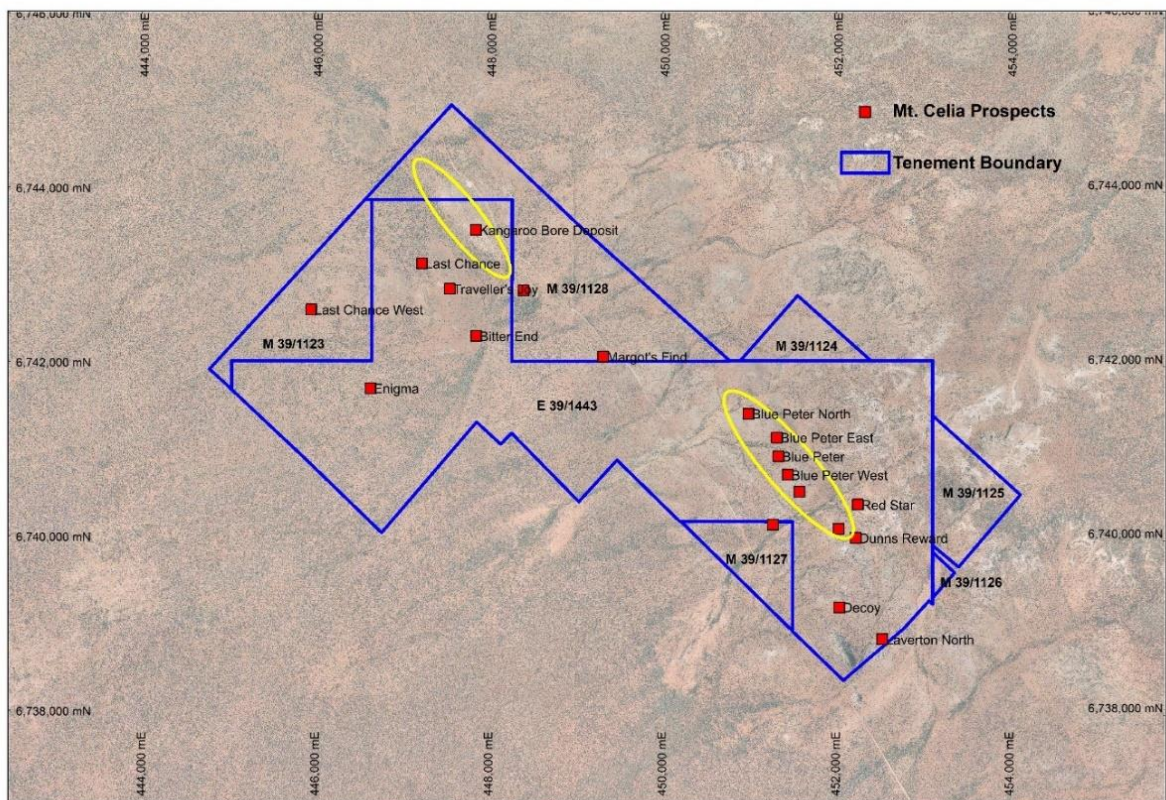 6,746,000 mN
6,746,000 mN
444,000 mE
446,000 mE
448,000 mE
450,000 mE
452,000 mE
454,000 mE
Mt. Celia Prospects
Tenement Boundary
6,744,000 mN
6,744,000 mN
Kangaroo Bore Deposit
Last Chance
Traveller's Joy
M 39/1128
Last Chance West
Bitter End
M 39/1123
M 39/1124
Margot's Find
6,742,000 mN
6,742,000 mN
Enigma
E 39/1443
Blue Peter North
Blue Peter East
Blue Peter
Blue Peter West
M 39/1125
Red Star
6,740,000 mN
6,740,000 mN
Dunns Reward
M 39/1127
M 39/1126
Decoy
Laverton North
6,738,000 mN
6,738,000 mN
444,000 mE
446,000 mE
448,000 mE
450,000 mE
452,000 mE
454,000 mE